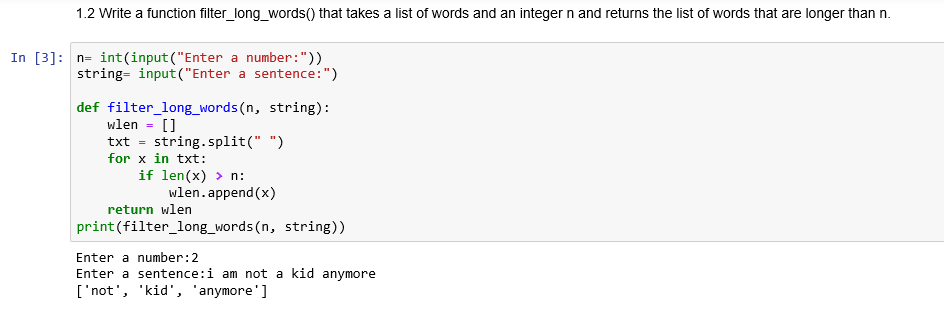 1.2 Write a function filter_long_words() that takes a list of words and an integer n and returns the list of words that are longer than n.
In [3]: n= int(input("Enter a number:"))
string= input("Enter a sentence:")
def filter_long_words(n, string):
    wlen = []
    txt = string.split(" ")
    for x in txt:
        if len(x) > n:
            wlen.append(x)
    return wlen
print(filter_long_words(n, string))
Enter a number:2
Enter a sentence:i am not a kid anymore
['not', 'kid', 'anymore']